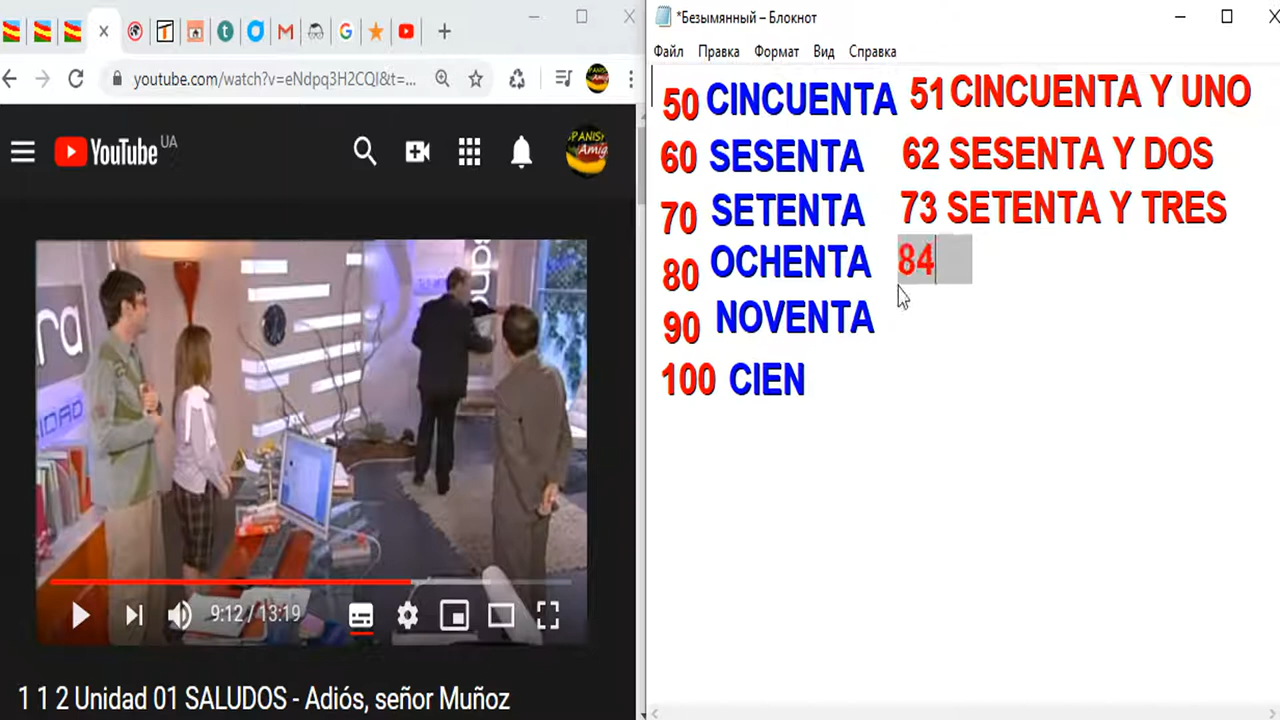 youtube.com/watch?v=eNdpq3H2CQI&t=...
*Безымянный – Блокнот
Файл Правка Формат Вид Справка
YouTube UA
SPANISH
Amigo
50 CINCUENTA 51 CINCUENTA Y UNO
60 SESENTA 62 SESENTA Y DOS
70 SETENTA 73 SETENTA Y TRES
80 OCHENTA 84
90 NOVENTA
100 CIEN
9:12 / 13:19
1 1 2 Unidad 01 SALUDOS - Adiós, señor Muñoz